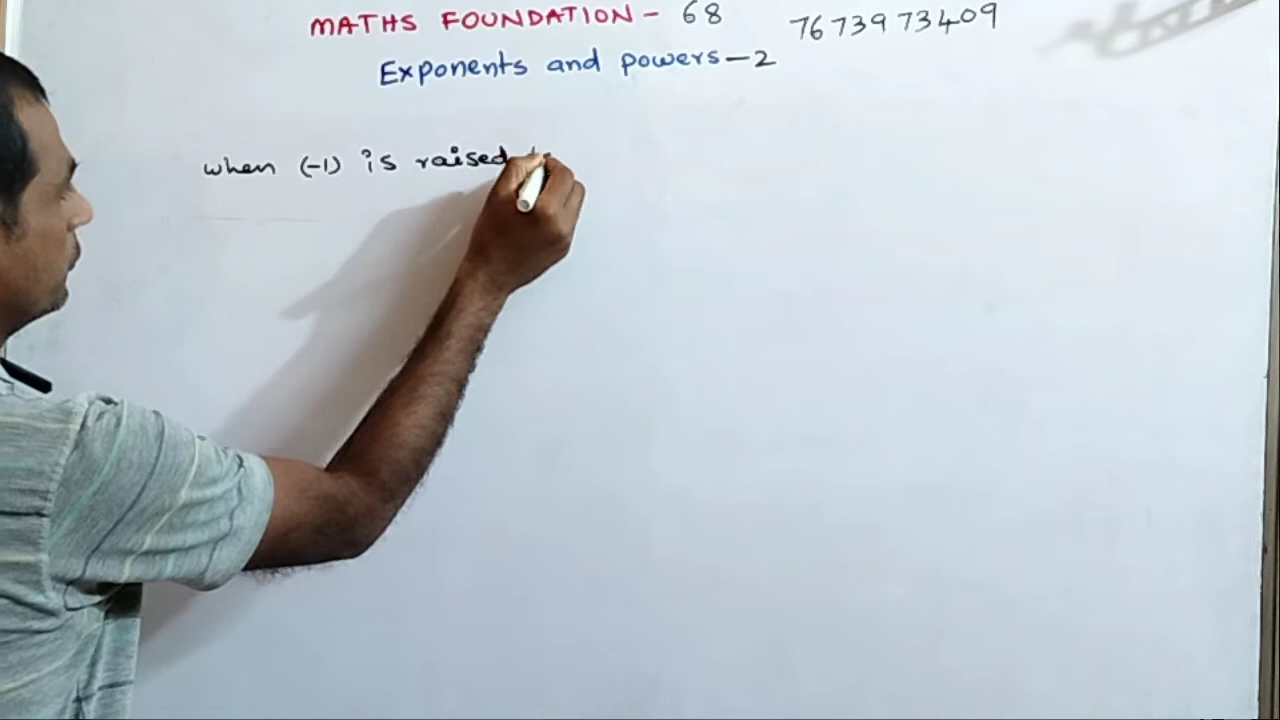 MATHS FOUNDATION - 68 7673973409
Exponents and powers-2
when (-1) is raised